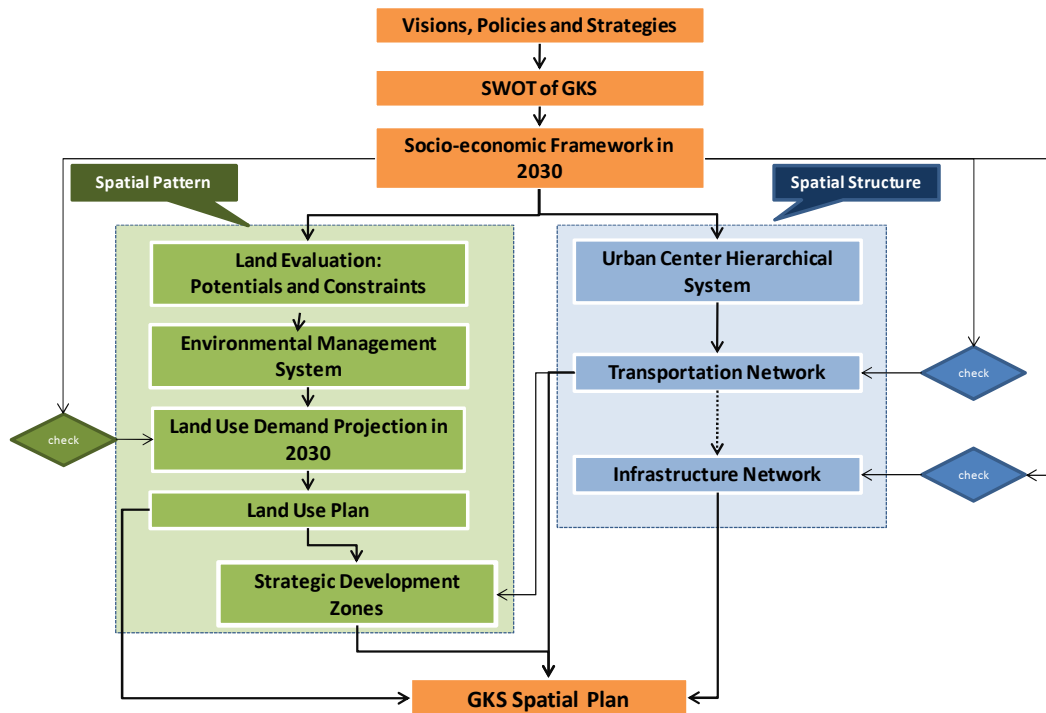 Visions, Policies and Strategies
SWOT of GKS
Socio-economic Framework in
2030
Spatial Pattern
Spatial Structure
Land Evaluation:
Potentials and Constraints
Urban Center Hierarchical
System
Environmental Management
System
Transportation Network
check
Land Use Demand Projection in
2030
check
Infrastructure Network
check
Land Use Plan
Strategic Development
Zones
GKS Spatial Plan